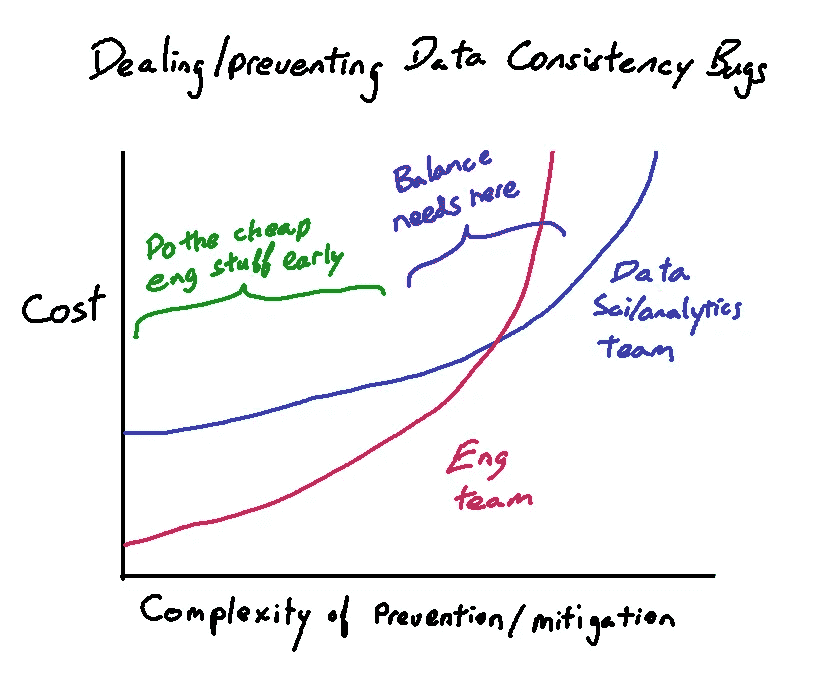 Dealing/preventing Data Consistency Bugs
Balance
needs here
Do the cheap
eng stuff early
Cost
Data
Sci/analytics
team
Eng
team
Complexity of Prevention/mitigation